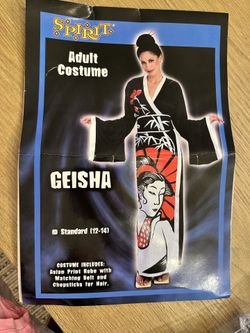 SPIRIT
Adult
Costume
GEISHA
Standard (12-14)
COSTUME INCLUDES:
Asian Print Robe with
Matching Belt and
Chopsticks for Hair.